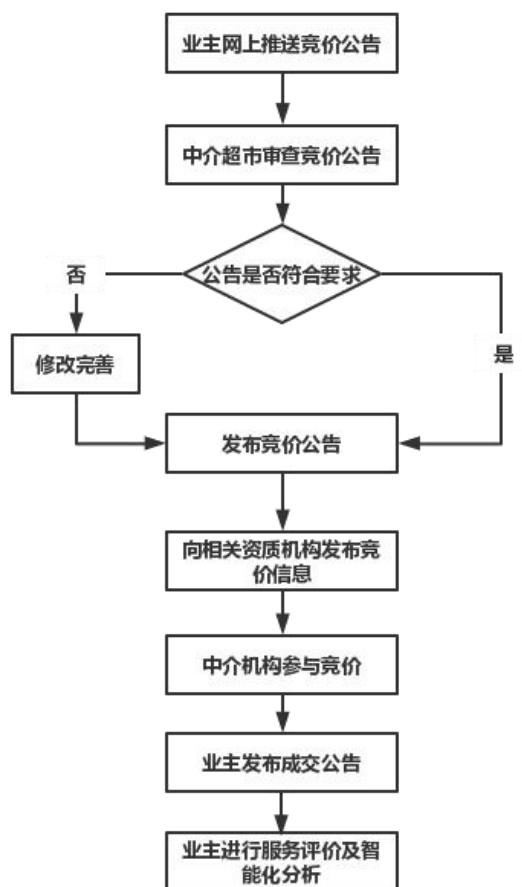 业主网上推送竞价公告
中介超市审查竞价公告
公告是否符合要求
否
是
修改完善
发布竞价公告
向相关资质机构发布竞
价信息
中介机构参与竞价
业主发布成交公告
业主进行服务评价及智
能化分析